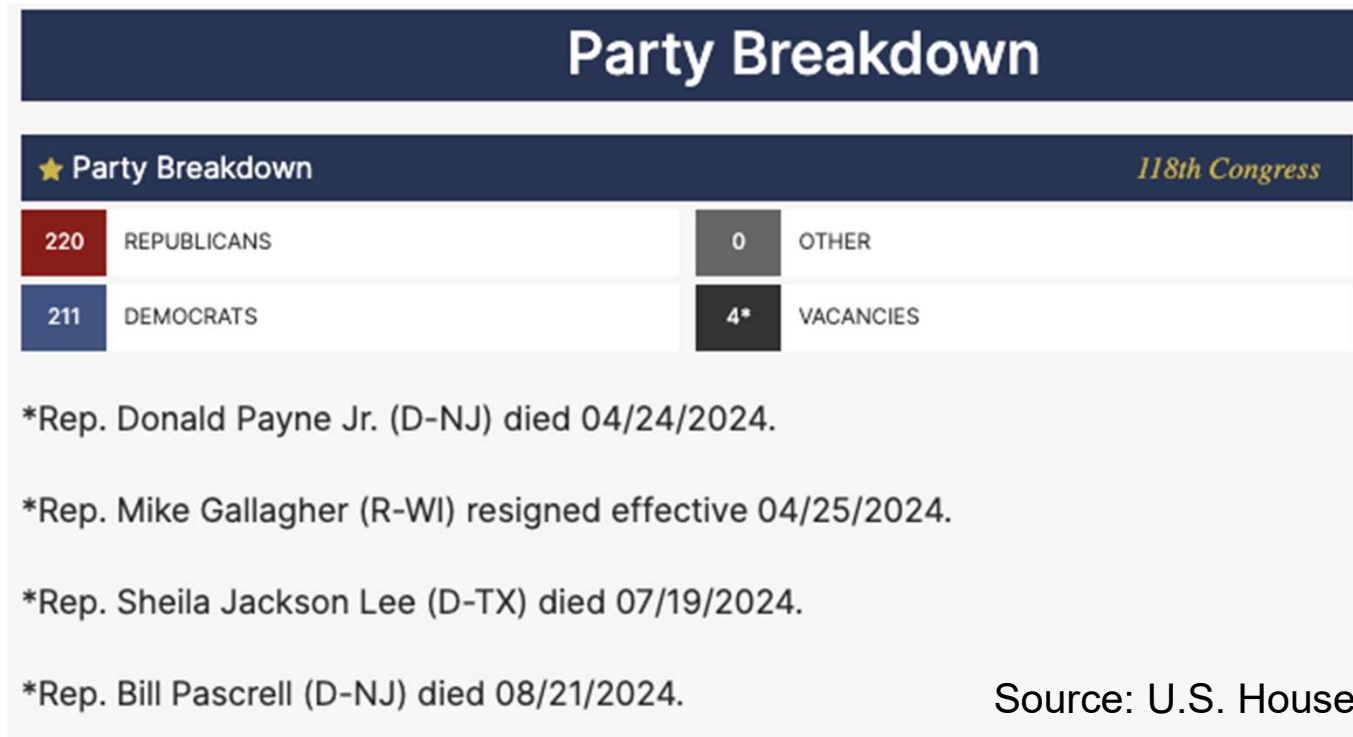 Party Breakdown
Party Breakdown 118th Congress
220 REPUBLICANS 0 OTHER
211 DEMOCRATS 4* VACANCIES
*Rep. Donald Payne Jr. (D-NJ) died 04/24/2024.
*Rep. Mike Gallagher (R-WI) resigned effective 04/25/2024.
*Rep. Sheila Jackson Lee (D-TX) died 07/19/2024.
*Rep. Bill Pascrell (D-NJ) died 08/21/2024. Source: U.S. House